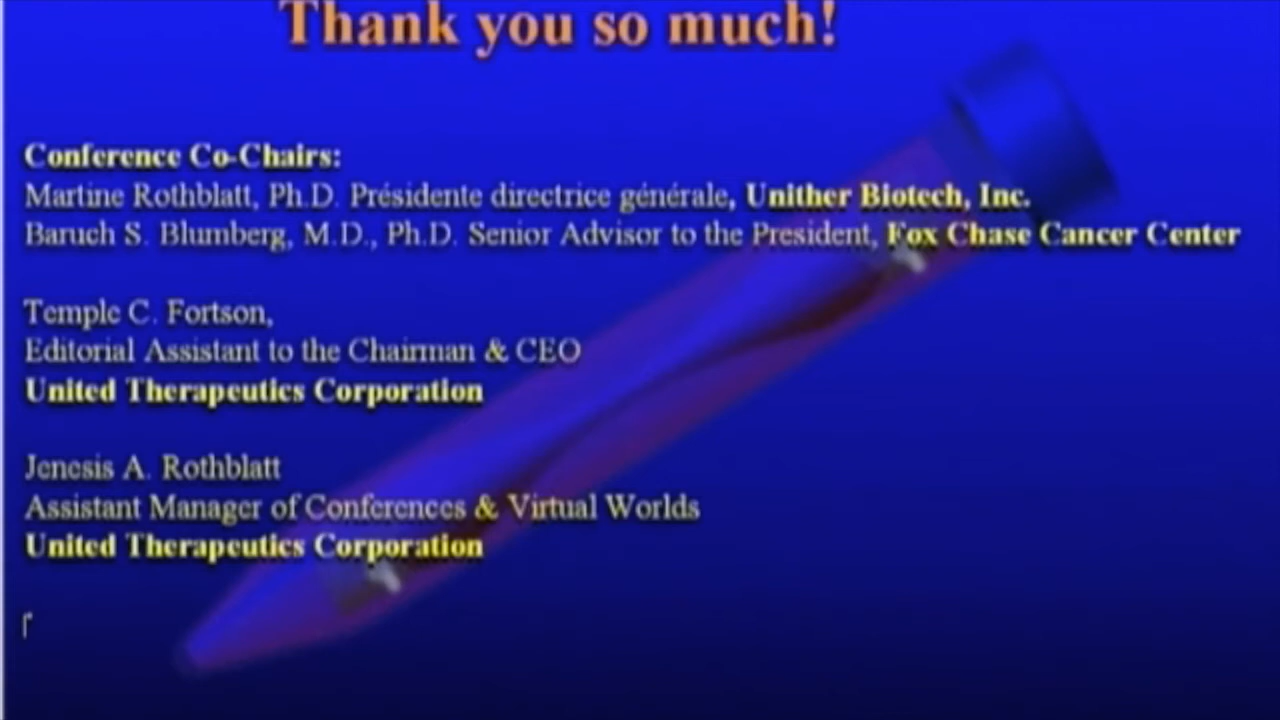 Thank you so much!
Conference Co-Chairs:
Martine Rothblatt, Ph.D. Présidente directrice générale, Unither Biotech, Inc.
Baruch S. Blumberg, M.D., Ph.D. Senior Advisor to the President, Fox Chase Cancer Center
Temple C. Fortson,
Editorial Assistant to the Chairman & CEO
United Therapeutics Corporation
Jenesis A. Rothblatt
Assistant Manager of Conferences & Virtual Worlds
United Therapeutics Corporation